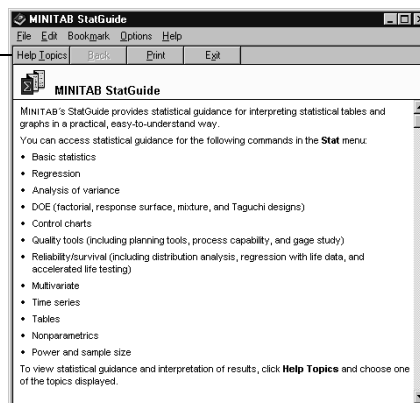 MINITAB StatGuide
File Edit Bookmark Options Help
Help Topics Back Print Exit
MINITAB StatGuide
MINITAB's StatGuide provides statistical guidance for interpreting statistical tables and
graphs in a practical, easy-to-understand way.
You can access statistical guidance for the following commands in the Stat menu:
• Basic statistics
• Regression
• Analysis of variance
• DOE (factorial, response surface, mixture, and Taguchi designs)
• Control charts
• Quality tools (including planning tools, process capability, and gage study)
• Reliability/survival (including distribution analysis, regression with life data, and
accelerated life testing)
• Multivariate
• Time series
• Tables
• Nonparametrics
• Power and sample size
To view statistical guidance and interpretation of results, click Help Topics and choose one
of the topics displayed.